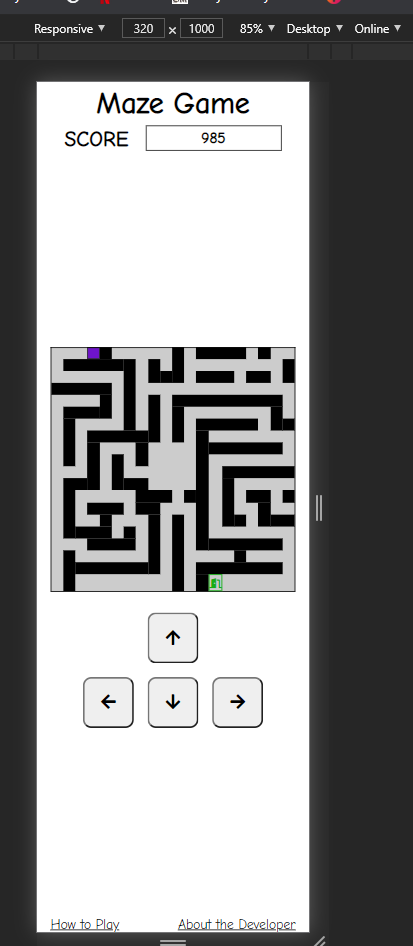 Responsive 320 × 1000 85% Desktop Online
Maze Game
SCORE 985
↑
← ↓ →
How to Play About the Developer